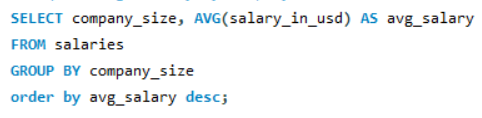 SELECT company_size, AVG(salary_in_usd) AS avg_salary
FROM salaries
GROUP BY company_size
order by avg_salary desc;